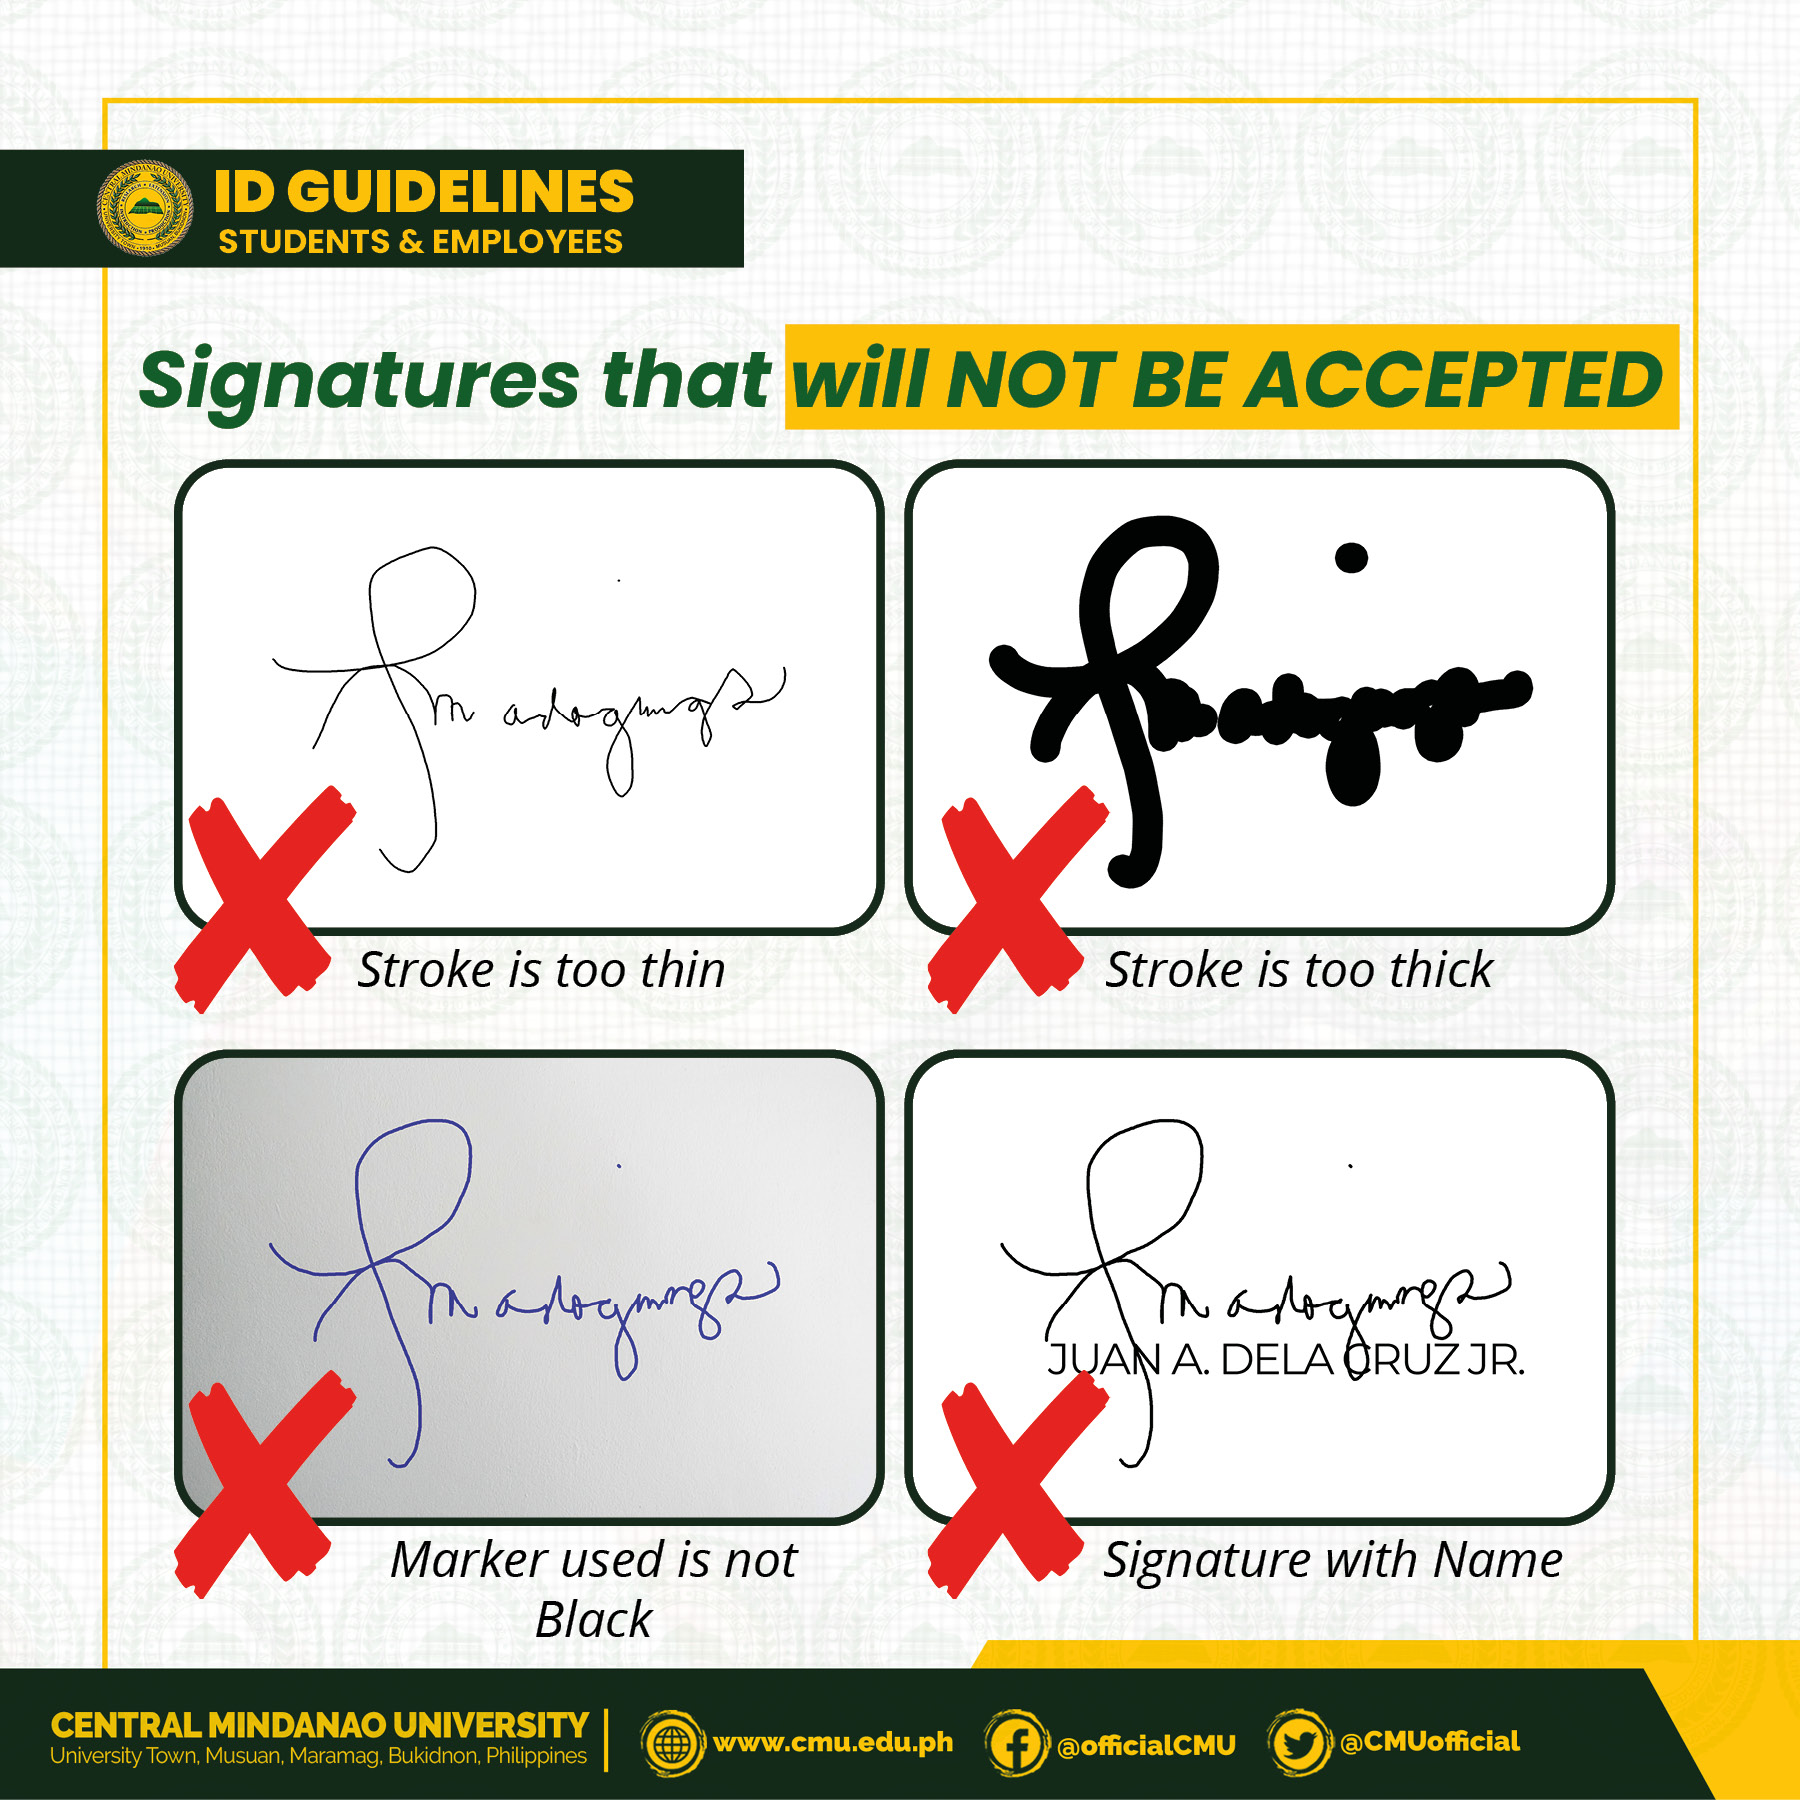 ID GUIDELINES
STUDENTS & EMPLOYEES
Signatures that will NOT BE ACCEPTED
Stroke is too thin
Stroke is too thick
JUAN A. DELA CRUZ JR.
Marker used is not
Black
Signature with Name
CENTRAL MINDANAO UNIVERSITY
University Town, Musuan, Maramag, Bukidnon, Philippines
www.cmu.edu.ph
@officialCMU
@CMUofficial